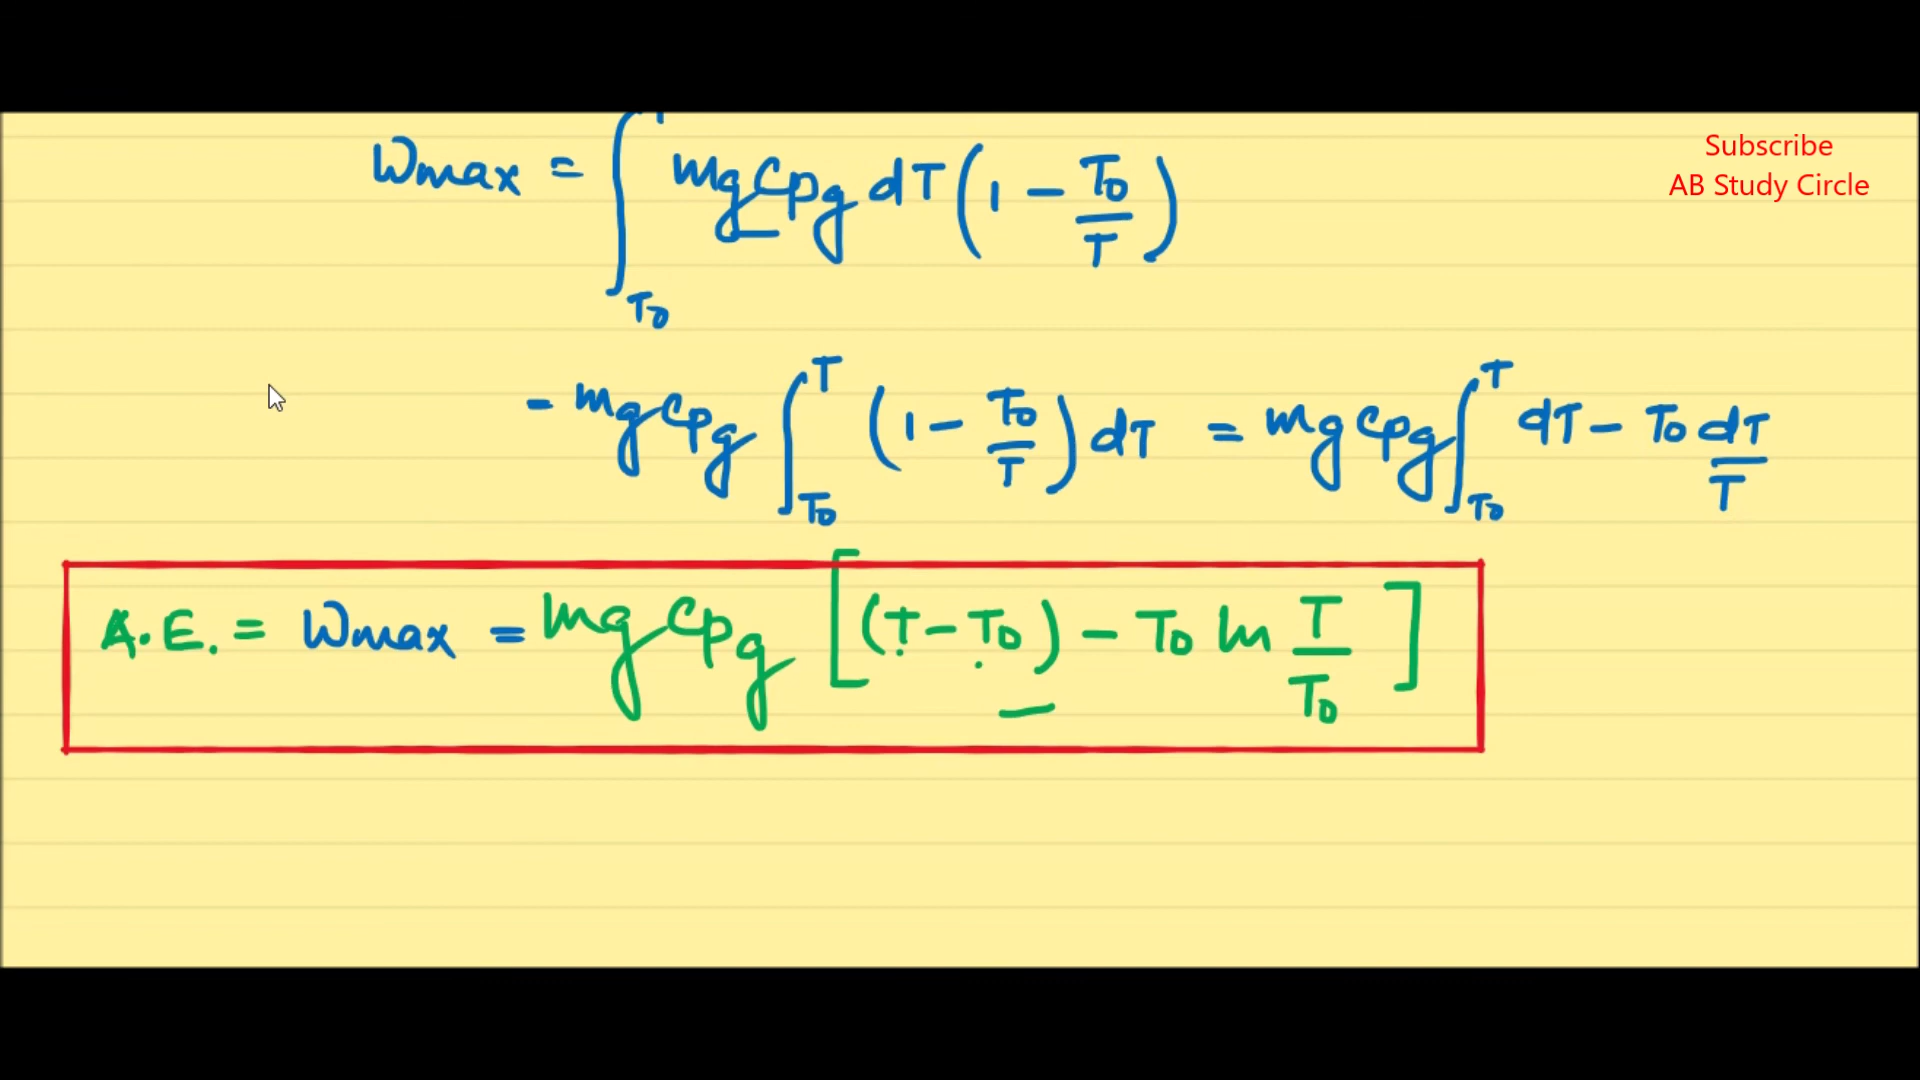 Subscribe
AB Study Circle
Wmax = ∫_{T0}^{T} mg Cpg dT (1 - T0/T)
= mg Cpg ∫_{T0}^{T} (1 - T0/T) dT = mg Cpg ∫_{T0}^{T} dT - T0 dT/T
A.E. = Wmax = mg Cpg [(T - T0) - T0 ln T/T0]